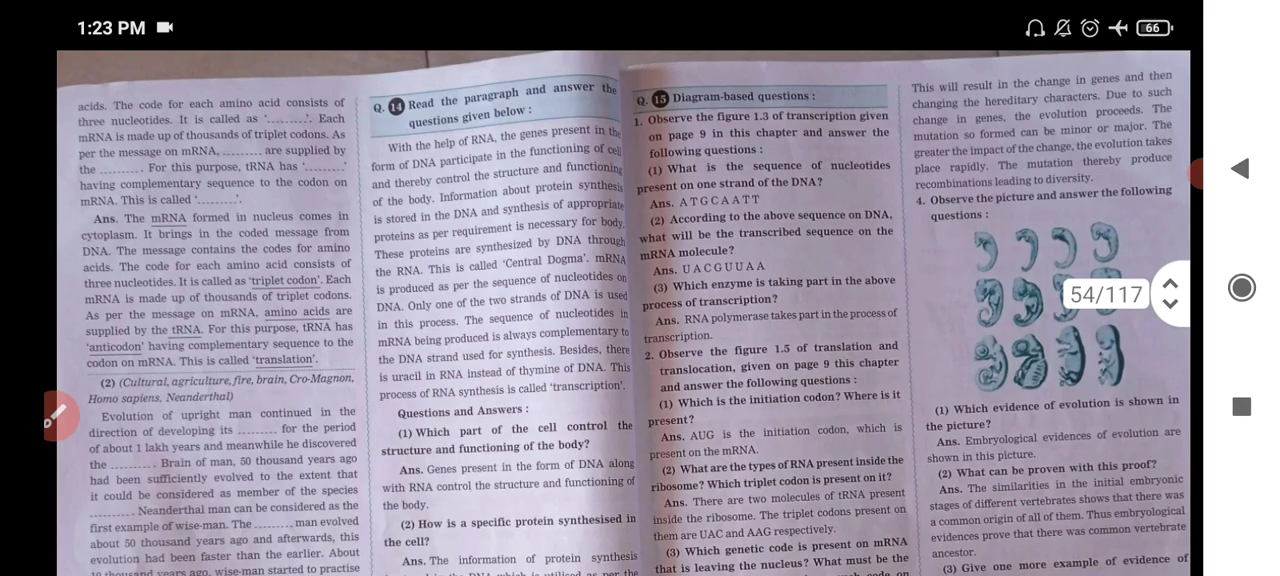 1:23 PM
66
acids. The code for each amino acid consists of
three nucleotides. It is called as '.........'. Each
mRNA is made up of thousands of triplet codons. As
per the message on mRNA, ......... are supplied by
the .......... For this purpose, tRNA has '.........'
having complementary sequence to the codon on
mRNA. This is called '.........'.
Ans. The mRNA formed in nucleus comes in
cytoplasm. It brings in the coded message from
DNA. The message contains the codes for amino
acids. The code for each amino acid consists of
three nucleotides. It is called as 'triplet codon'. Each
mRNA is made up of thousands of triplet codons.
As per the message on mRNA, amino acids are
supplied by the tRNA. For this purpose, tRNA has
'anticodon' having complementary sequence to the
codon on mRNA. This is called 'translation'.
(2) (Cultural, agriculture, fire, brain, Cro-Magnon,
Homo sapiens, Neanderthal)
Evolution of upright man continued in the
direction of developing its ......... for the period
of about 1 lakh years and meanwhile he discovered
the .......... Brain of man, 50 thousand years ago
had been sufficiently evolved to the extent that
it could be considered as member of the species
.......... Neanderthal man can be considered as the
first example of wise-man. The ......... man evolved
about 50 thousand years ago and afterwards, this
evolution had been faster than the earlier. About
10 thousand years ago, wise-man started to practise
Q. 14 Read the paragraph and answer the
questions given below :
With the help of RNA, the genes present in the
form of DNA participate in the functioning of cell
and thereby control the structure and functioning
of the body. Information about protein synthesis
is stored in the DNA and synthesis of appropriate
proteins as per requirement is necessary for body.
These proteins are synthesized by DNA through
the RNA. This is called 'Central Dogma'. mRNA
is produced as per the sequence of nucleotides on
DNA. Only one of the two strands of DNA is used
in this process. The sequence of nucleotides in
mRNA being produced is always complementary to
the DNA strand used for synthesis. Besides, there
is uracil in RNA instead of thymine of DNA. This
process of RNA synthesis is called 'transcription'.
Questions and Answers :
(1) Which part of the cell control the
structure and functioning of the body?
Ans. Genes present in the form of DNA along
with RNA control the structure and functioning of
the body.
(2) How is a specific protein synthesised in
the cell?
Ans. The information of protein synthesis
Q. 15 Diagram-based questions :
1. Observe the figure 1.3 of transcription given
on page 9 in this chapter and answer the
following questions :
(1) What is the sequence of nucleotides
present on one strand of the DNA?
Ans. A T G C A A T T
(2) According to the above sequence on DNA,
what will be the transcribed sequence on the
mRNA molecule?
Ans. U A C G U U A A
(3) Which enzyme is taking part in the above
process of transcription?
Ans. RNA polymerase takes part in the process of
transcription.
2. Observe the figure 1.5 of translation and
translocation, given on page 9 this chapter
and answer the following questions :
(1) Which is the initiation codon? Where is it
present?
Ans. AUG is the initiation codon, which is
present on the mRNA.
(2) What are the types of RNA present inside the
ribosome? Which triplet codon is present on it?
Ans. There are two molecules of tRNA present
inside the ribosome. The triplet codons present on
them are UAC and AAG respectively.
(3) Which genetic code is present on mRNA
that is leaving the nucleus? What must be the
This will result in the change in genes and then
changing the hereditary characters. Due to such
change in genes, the evolution proceeds. The
mutation so formed can be minor or major. The
greater the impact of the change, the evolution takes
place rapidly. The mutation thereby produce
recombinations leading to diversity.
4. Observe the picture and answer the following
questions :
54/117
(1) Which evidence of evolution is shown in
the picture?
Ans. Embryological evidences of evolution are
shown in this picture.
(2) What can be proven with this proof?
Ans. The similarities in the initial embryonic
stages of different vertebrates shows that there was
a common origin of all of them. Thus embryological
evidences prove that there was common vertebrate
ancestor.
(3) Give one more example of evidence of